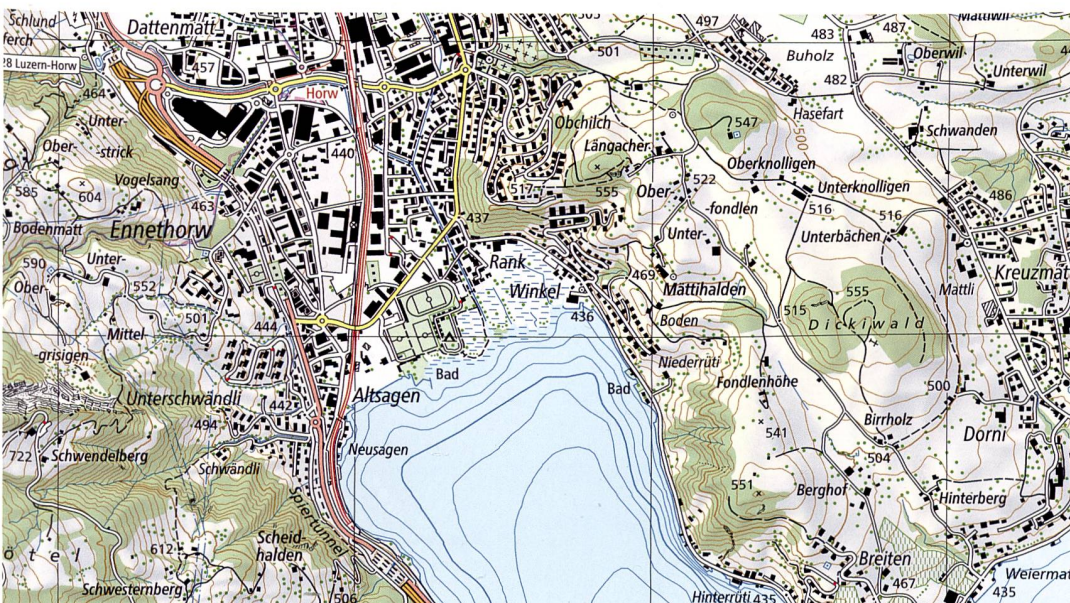 Schlund
Dattenmatt
505
497
483
487
Mattiwil
ferch
28 Luzern-Horw
457
501
Buholz
Oberwil
Unterwil
482
464
Horw
547
500
Hasefart
Unter-
-strick
Obchilch
Schwanden
Ober-
440
Längacher
Oberknolligen
585
604
Vogelsang
517
555
Ober-
522
Unterknolligen
486
463
-fondlen
516
516
Bodenmatt
Ennethorw
437
Unter-
Unterbächen
590
Unter-
Rank
469
Kreuzmat
Ober-
552
Winkel
Mattihalden
555
Mattli
501
436
Boden
515
Dickiwald
Mittel-
444
-grisigen
Bad
Niederrüti
Unterschwändli
442
Altsagen
Bad
Fondlenhöhe
500
494
Birrholz
722
Schwendelberg
Neusagen
541
Dorni
Schwändli
504
551
Berghof
Hinterberg
Spiertunnel
ötel
612
Scheid-
halden
Breiten
Schwesternberg
506
Hinterrüti
435
467
435
Weiermat